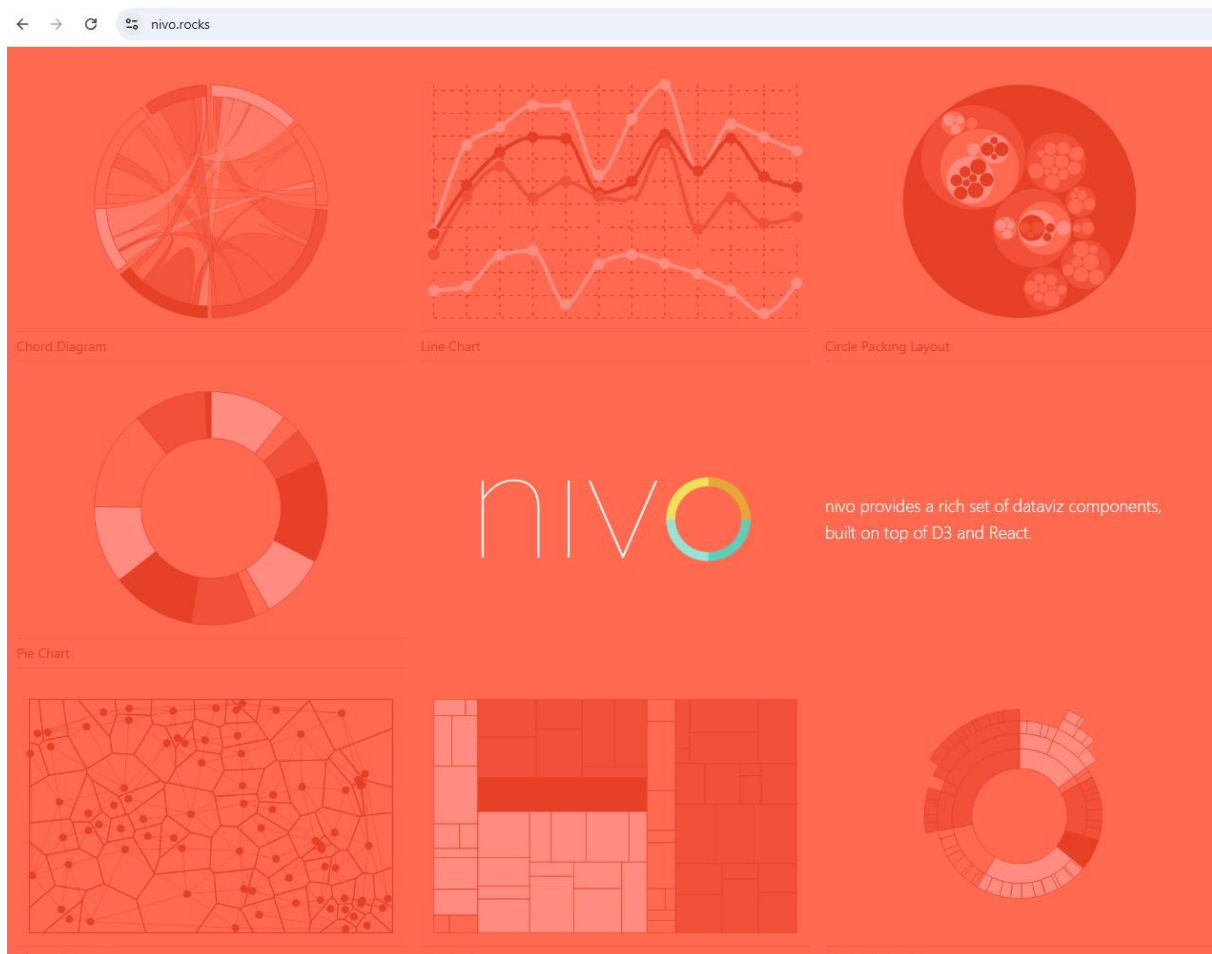 nivo.rocks
Chord Diagram
Line Chart
Circle Packing Layout
nivo
nivo provides a rich set of dataviz components,
built on top of D3 and React.
Pie Chart